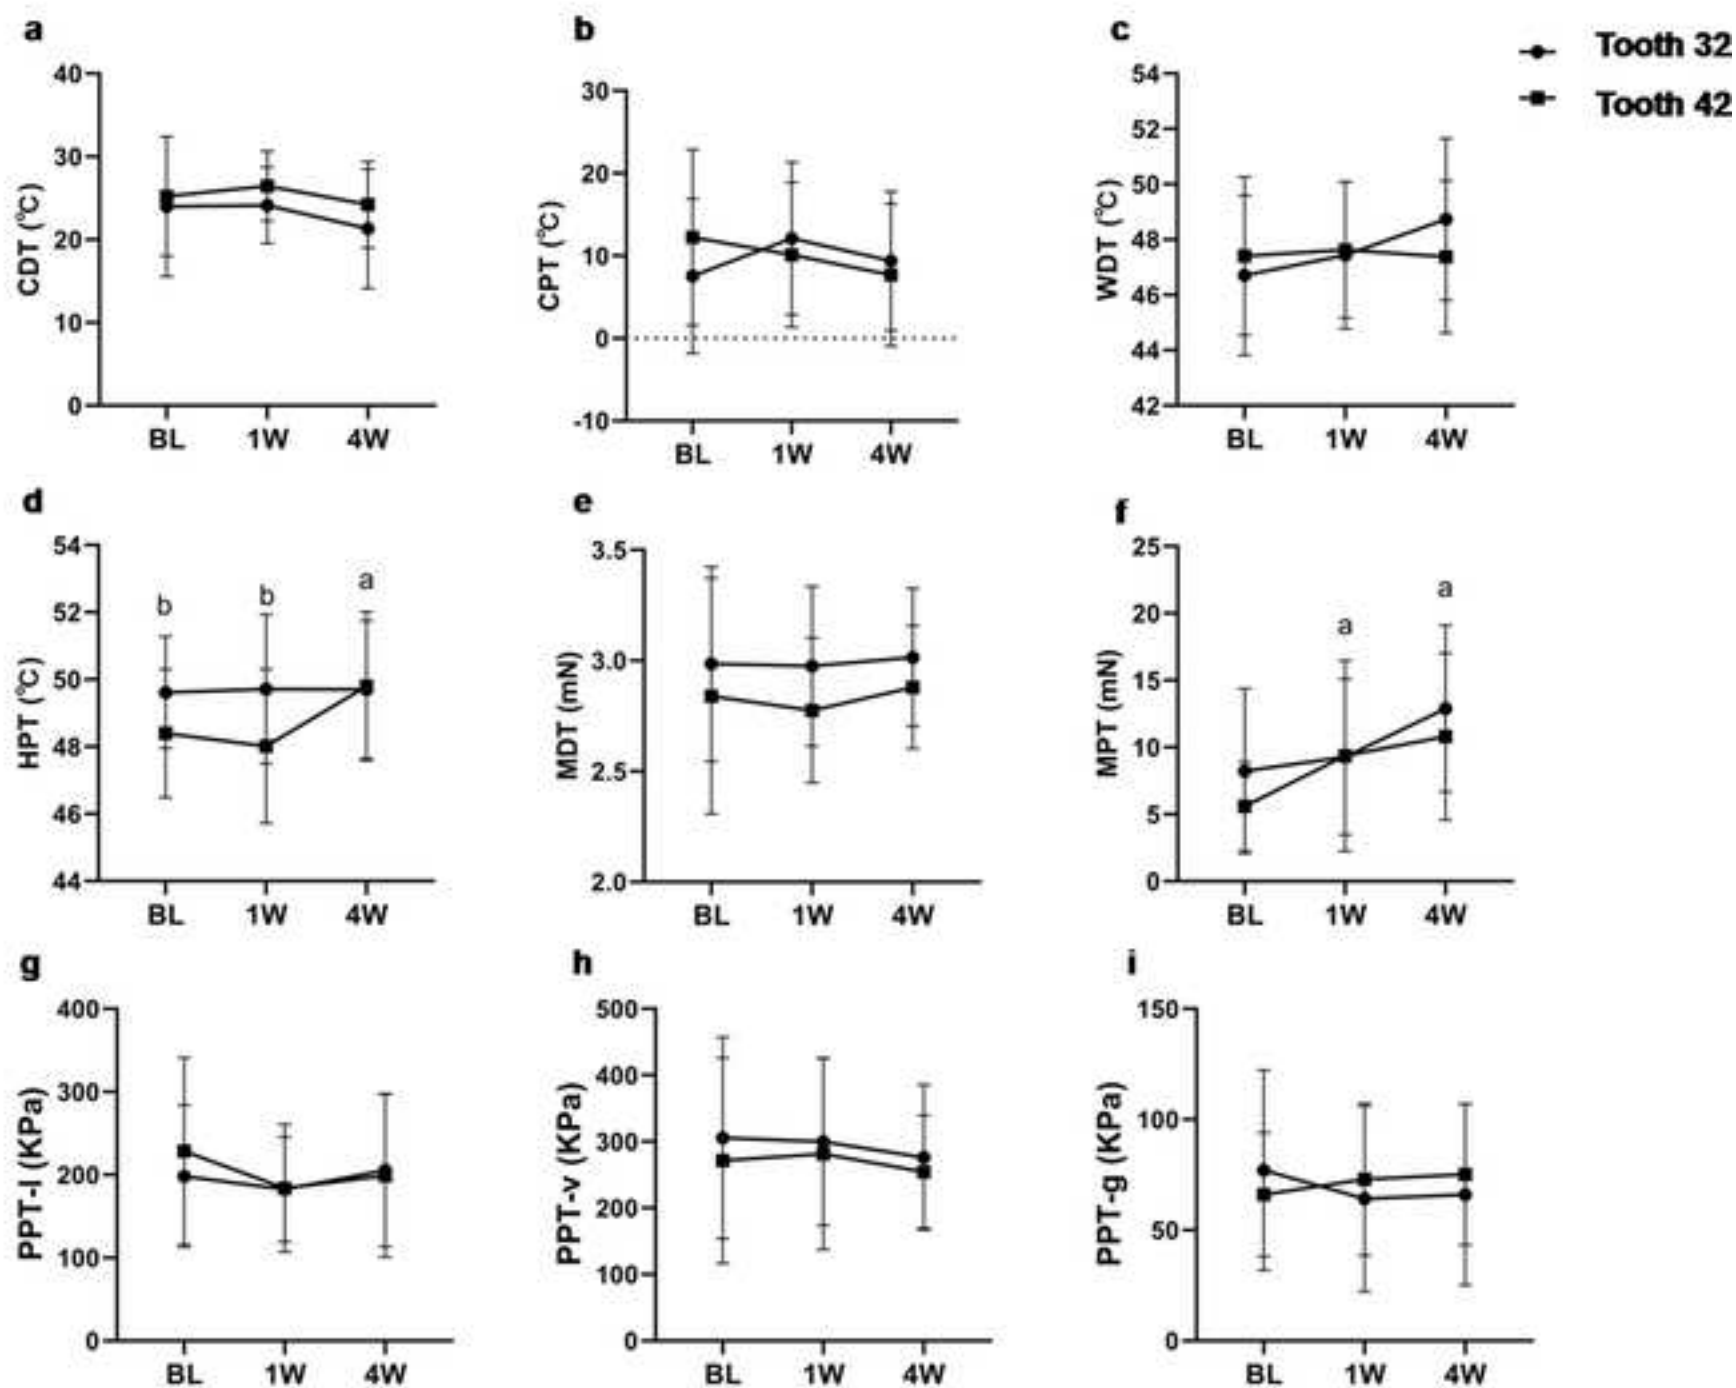 a
b
c
Tooth 32
Tooth 42
40
30
20
10
0
CDT (℃)
BL 1W 4W
30
20
10
0
-10
CPT (℃)
BL 1W 4W
54
52
50
48
46
44
42
WDT (℃)
BL 1W 4W
d
e
f
54
52
50
48
46
44
HPT (℃)
b b a
BL 1W 4W
3.5
3.0
2.5
2.0
MDT (mN)
BL 1W 4W
25
20
15
10
5
0
MPT (mN)
a a
BL 1W 4W
g
h
i
400
300
200
100
0
PPT-l (KPa)
BL 1W 4W
500
400
300
200
100
0
PPT-v (KPa)
BL 1W 4W
150
100
50
0
PPT-g (KPa)
BL 1W 4W